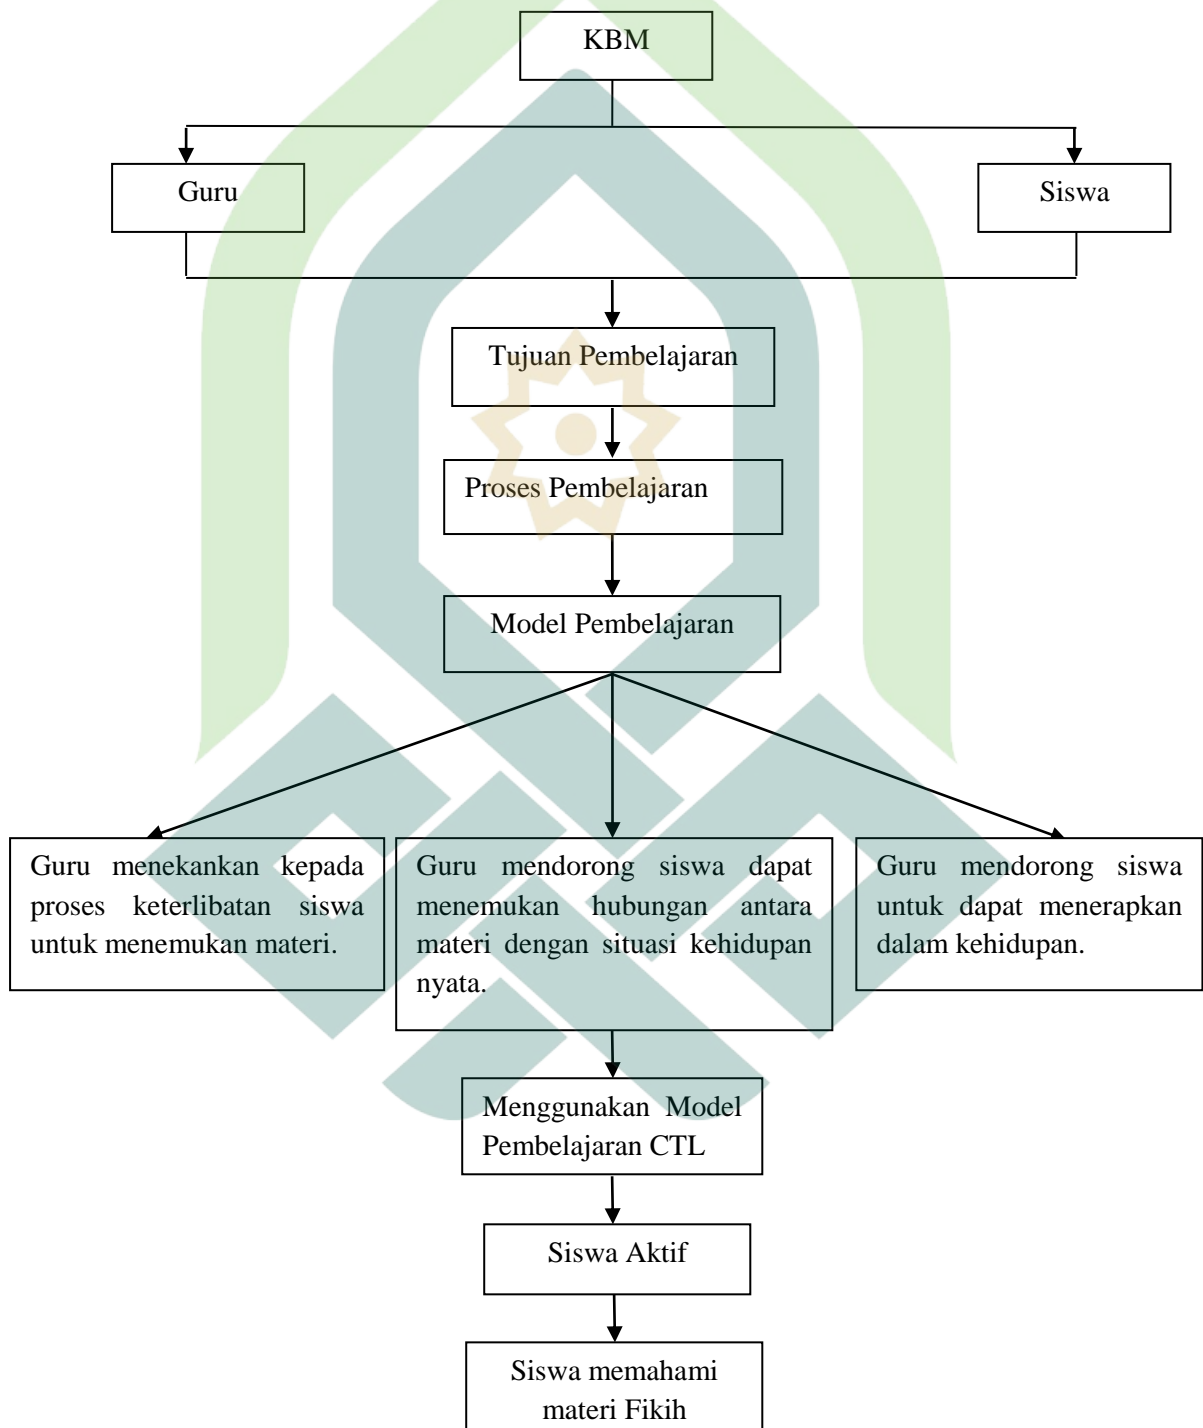 KBM
Guru
Siswa
Tujuan Pembelajaran
Proses Pembelajaran
Model Pembelajaran
Guru menekankan kepada
proses keterlibatan siswa
untuk menemukan materi.
Guru mendorong siswa dapat
menemukan hubungan antara
materi dengan situasi kehidupan
nyata.
Guru mendorong siswa
untuk dapat menerapkan
dalam kehidupan.
Menggunakan Model
Pembelajaran CTL
Siswa Aktif
Siswa memahami
materi Fikih